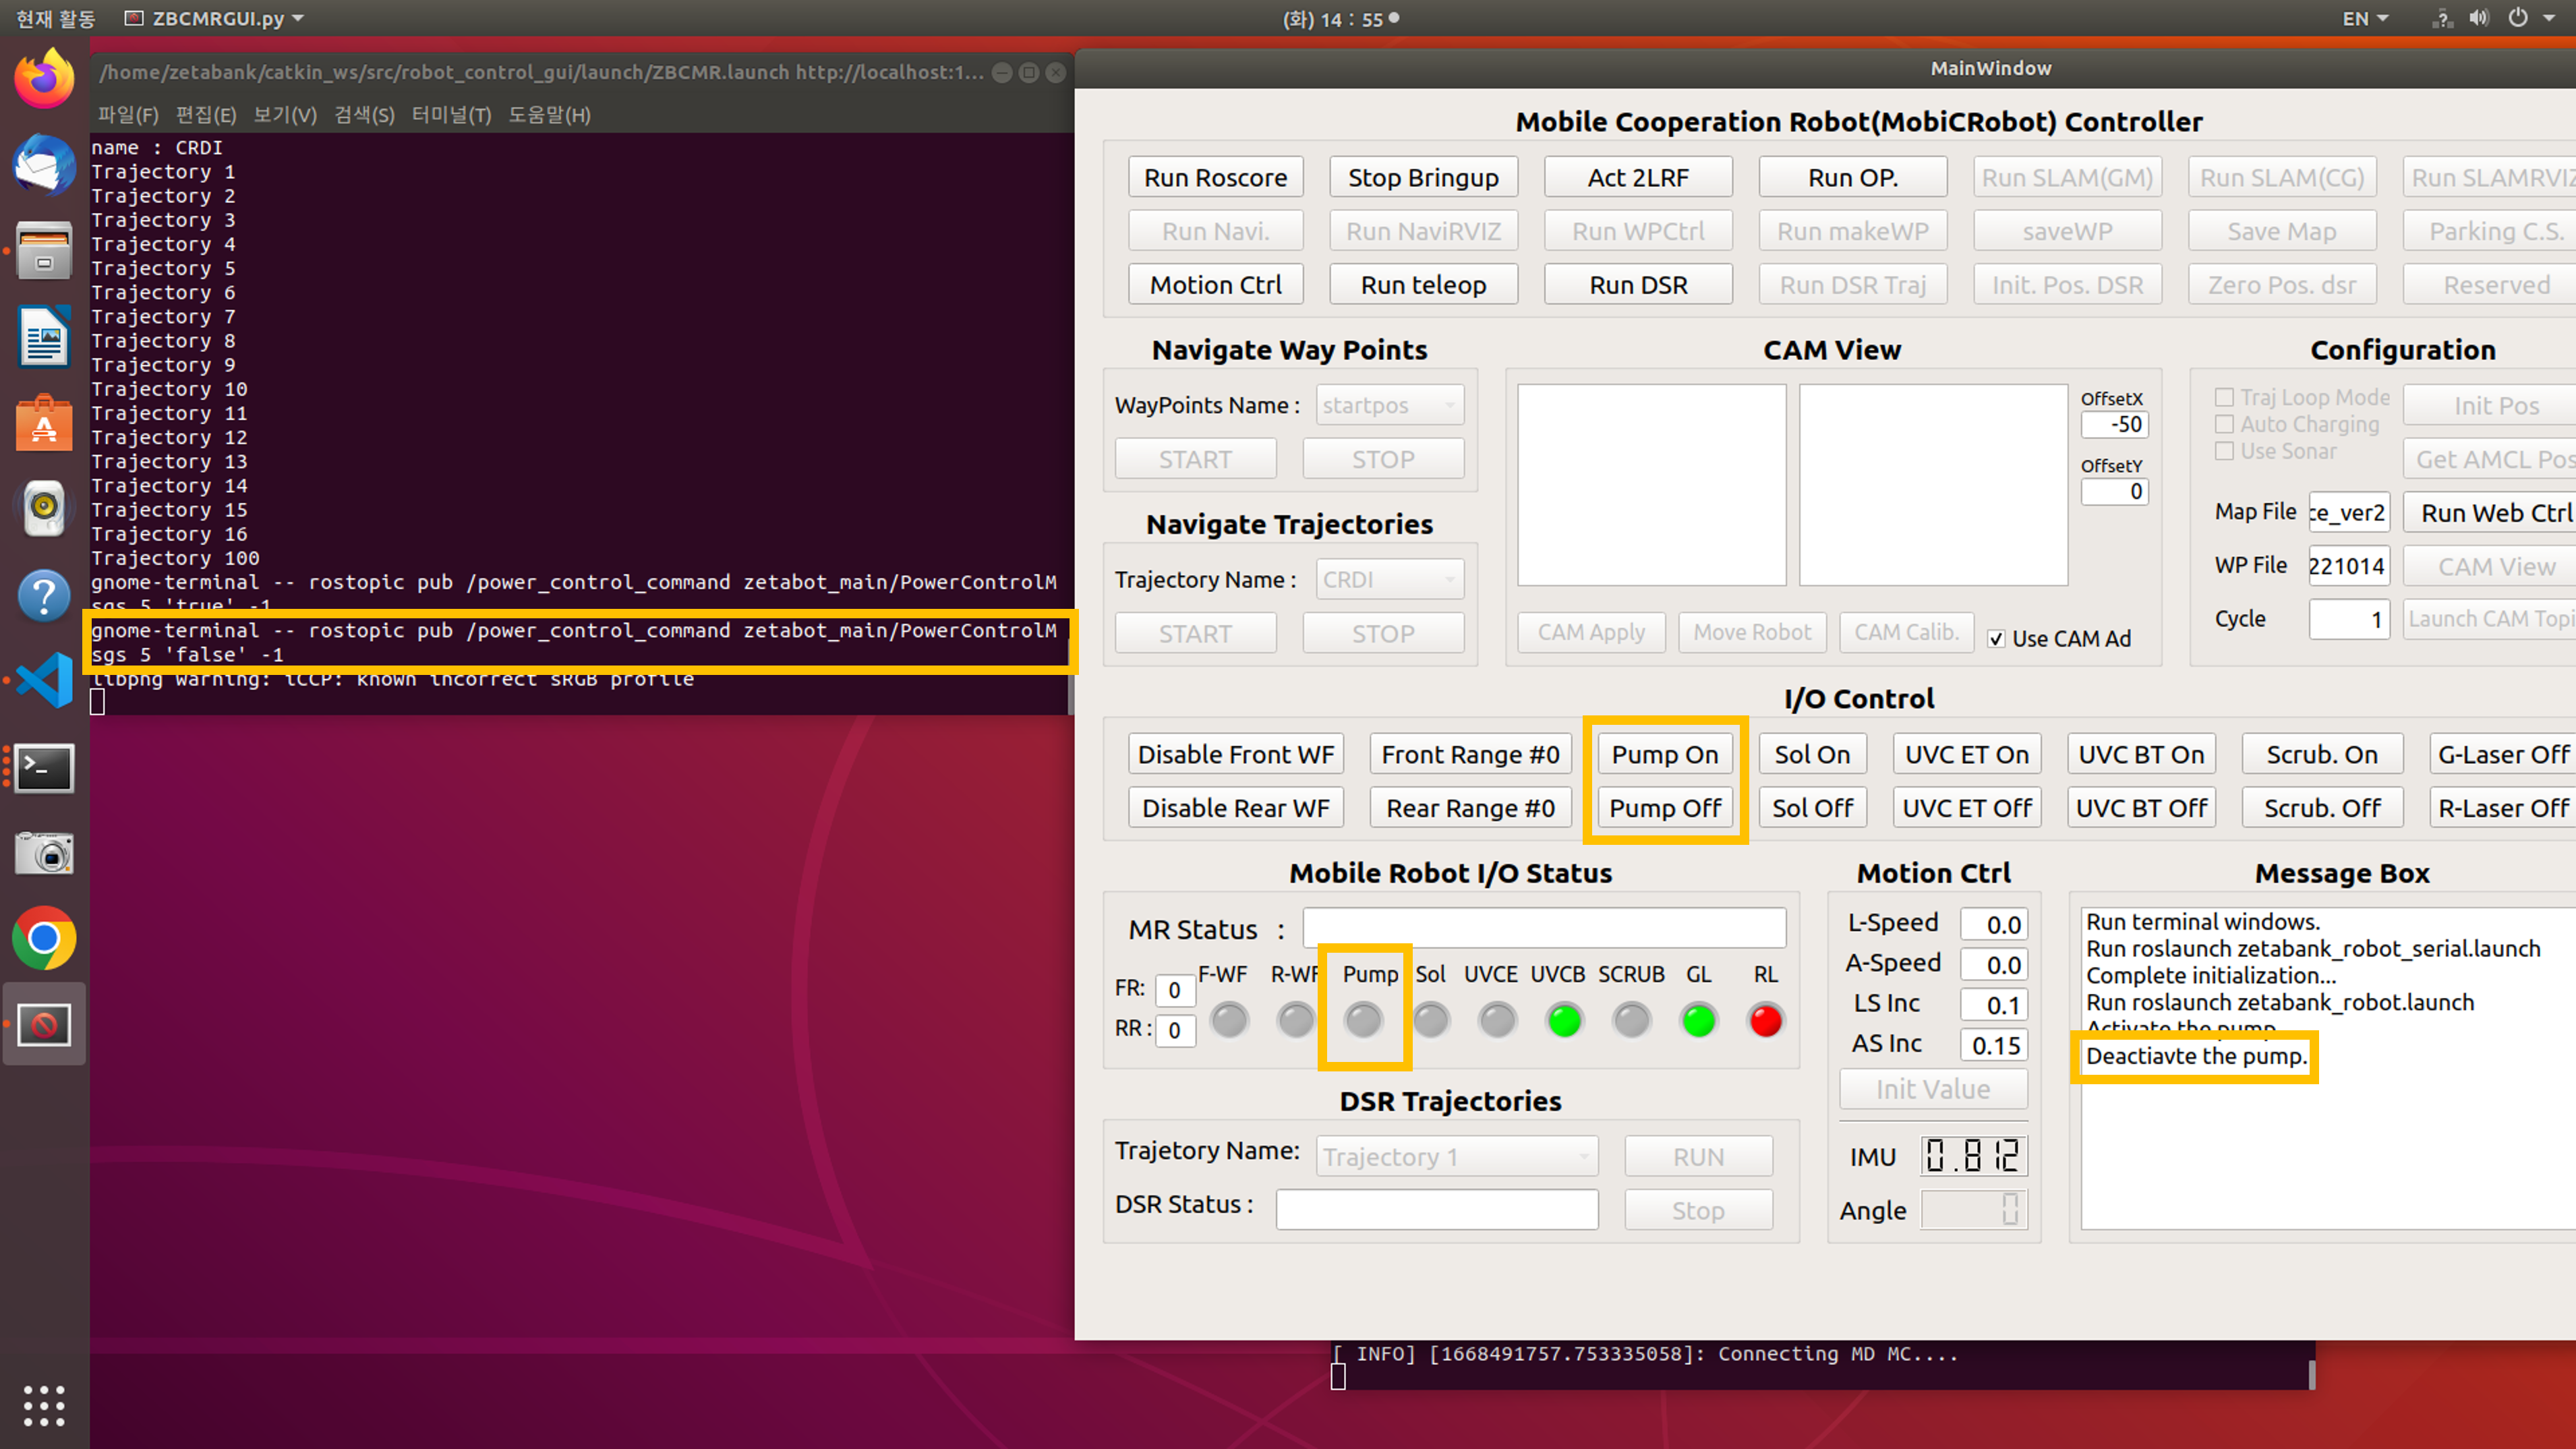 현재 활동
ZBCMRGUI.py
(화) 14 : 55
EN
/home/zetabank/catkin_ws/src/robot_control_gui/launch/ZBCMR.launch http://localhost:1...
파일(F) 편집(E) 보기(V) 검색(S) 터미널(T) 도움말(H)
name : CRDI
Trajectory 1
Trajectory 2
Trajectory 3
Trajectory 4
Trajectory 5
Trajectory 6
Trajectory 7
Trajectory 8
Trajectory 9
Trajectory 10
Trajectory 11
Trajectory 12
Trajectory 13
Trajectory 14
Trajectory 15
Trajectory 16
Trajectory 100
gnome-terminal -- rostopic pub /power_control_command zetabot_main/PowerControlM
sgs 5 'true' -1
gnome-terminal -- rostopic pub /power_control_command zetabot_main/PowerControlM
sgs 5 'false' -1
libpng warning: iCCP: known incorrect sRGB profile
MainWindow
Mobile Cooperation Robot(MobiCRobot) Controller
Run Roscore Stop Bringup Act 2LRF Run OP. Run SLAM(GM) Run SLAM(CG) Run SLAMRVIZ
Run Navi. Run NaviRVIZ Run WPCtrl Run makeWP saveWP Save Map Parking C.S.
Motion Ctrl Run teleop Run DSR Run DSR Traj Init. Pos. DSR Zero Pos. dsr Reserved
Navigate Way Points
WayPoints Name : startpos
START STOP
Navigate Trajectories
Trajectory Name : CRDI
START STOP
CAM View
OffsetX
-50
OffsetY
0
CAM Apply Move Robot CAM Calib. Use CAM Ad
Configuration
Traj Loop Mode
Auto Charging
Use Sonar
Init Pos
Get AMCL Pos
Map File ce_ver2 Run Web Ctrl
WP File 221014 CAM View
Cycle 1 Launch CAM Topi
I/O Control
Disable Front WF Front Range #0 Pump On Sol On UVC ET On UVC BT On Scrub. On G-Laser Off
Disable Rear WF Rear Range #0 Pump Off Sol Off UVC ET Off UVC BT Off Scrub. Off R-Laser Off
Mobile Robot I/O Status
MR Status :
F-WF R-WF Pump Sol UVCE UVCB SCRUB GL RL
FR: 0
RR : 0
DSR Trajectories
Trajetory Name: Trajectory 1 RUN
DSR Status : Stop
Motion Ctrl
L-Speed 0.0
A-Speed 0.0
LS Inc 0.1
AS Inc 0.15
Init Value
IMU 0.812
Angle 0
Message Box
Run terminal windows.
Run roslaunch zetabank_robot_serial.launch
Complete initialization...
Run roslaunch zetabank_robot.launch
Activate the pump.
Deactiavte the pump.
[ INFO] [1668491757.753335058]: Connecting MD MC....